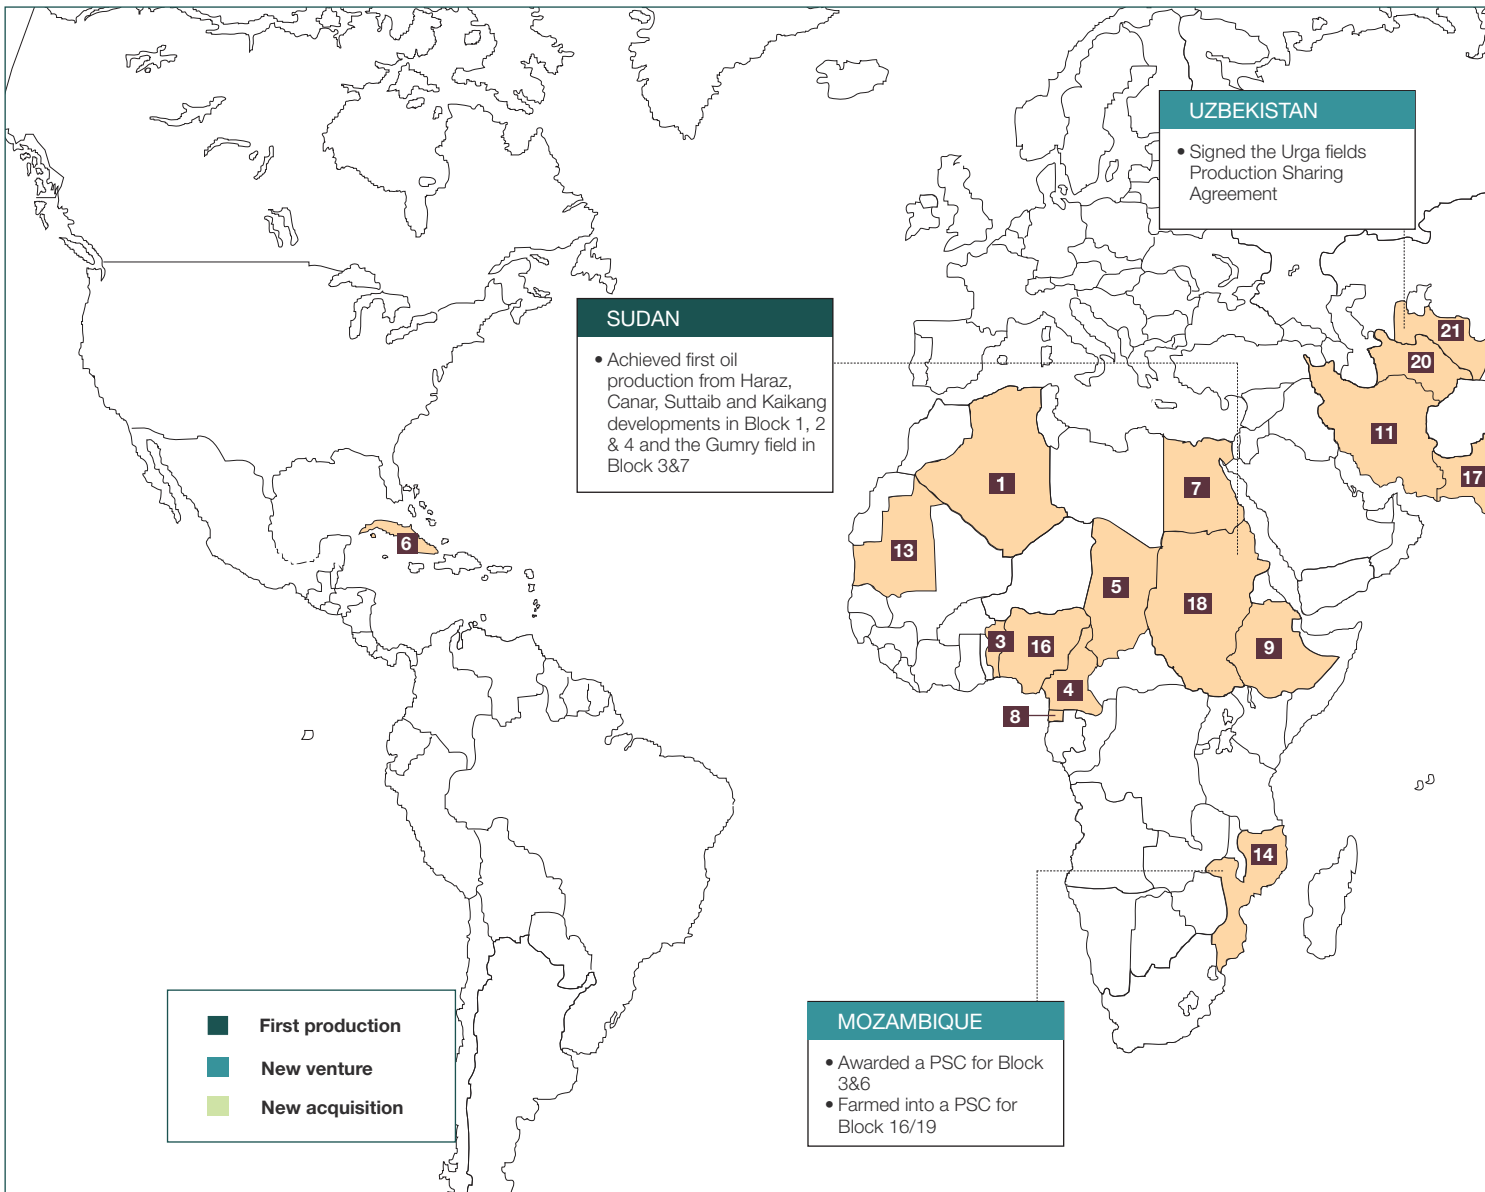 UZBEKISTAN
• Signed the Urga fields
Production Sharing
Agreement
SUDAN
• Achieved first oil
production from Haraz,
Canar, Suttaib and Kaikang
developments in Block 1, 2
& 4 and the Gumry field in
Block 3&7
21
20
11
17
1
7
6
13
5
18
3
16
9
4
8
14
MOZAMBIQUE
• Awarded a PSC for Block
3&6
• Farmed into a PSC for
Block 16/19
First production
New venture
New acquisition